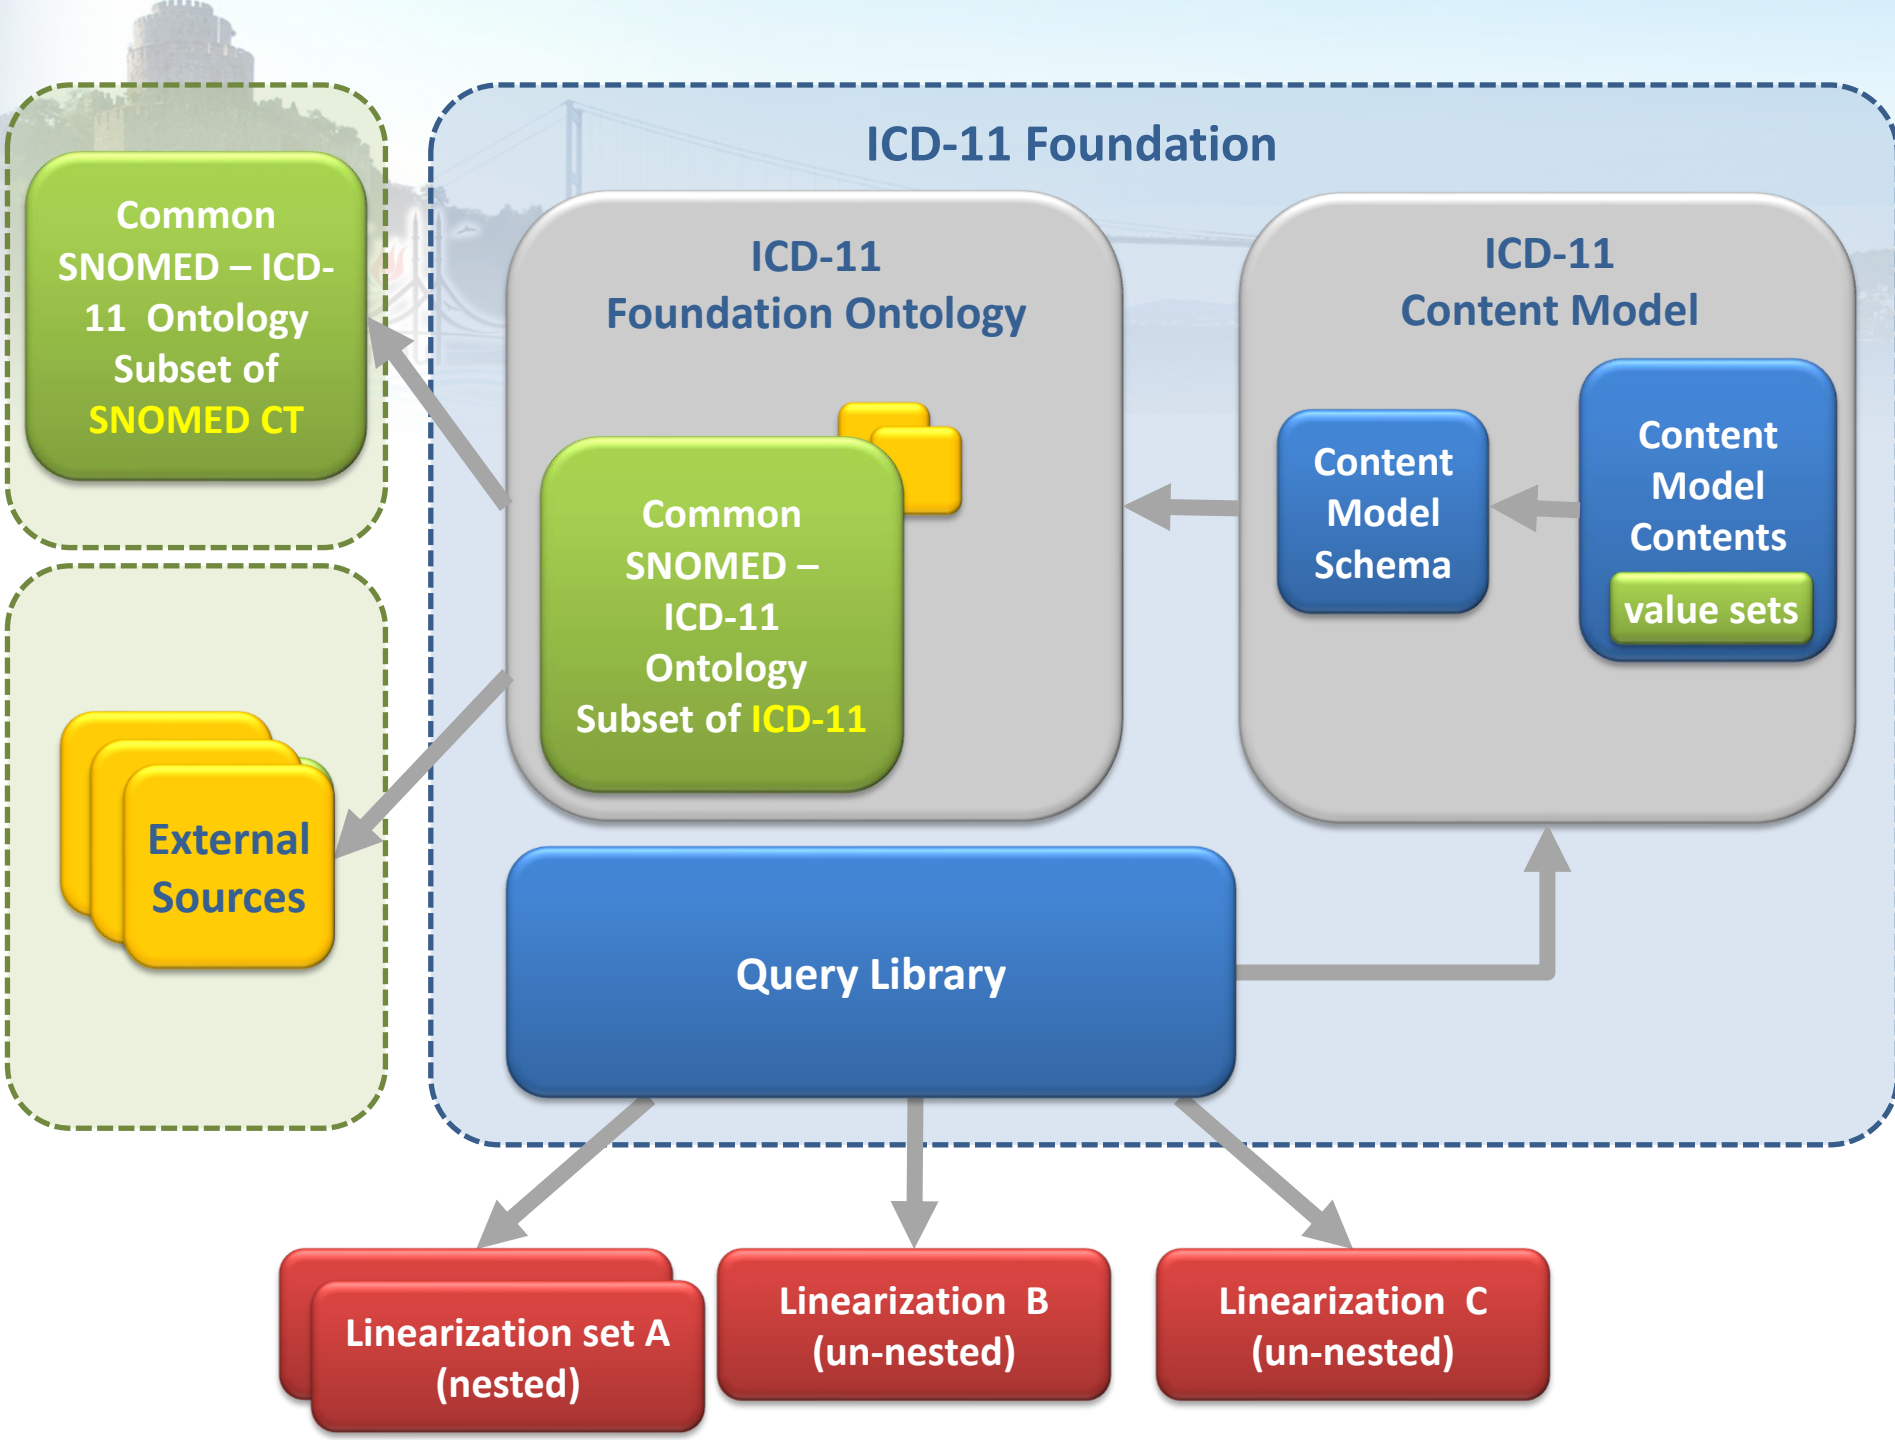 ICD-11 Foundation
Common
SNOMED – ICD-
11 Ontology
Subset of
SNOMED CT
ICD-11
Foundation Ontology
Common
SNOMED –
ICD-11
Ontology
Subset of ICD-11
ICD-11
Content Model
Content
Model
Schema
Content
Model
Contents
value sets
External
Sources
Query Library
Linearization set A
(nested)
Linearization B
(un-nested)
Linearization C
(un-nested)